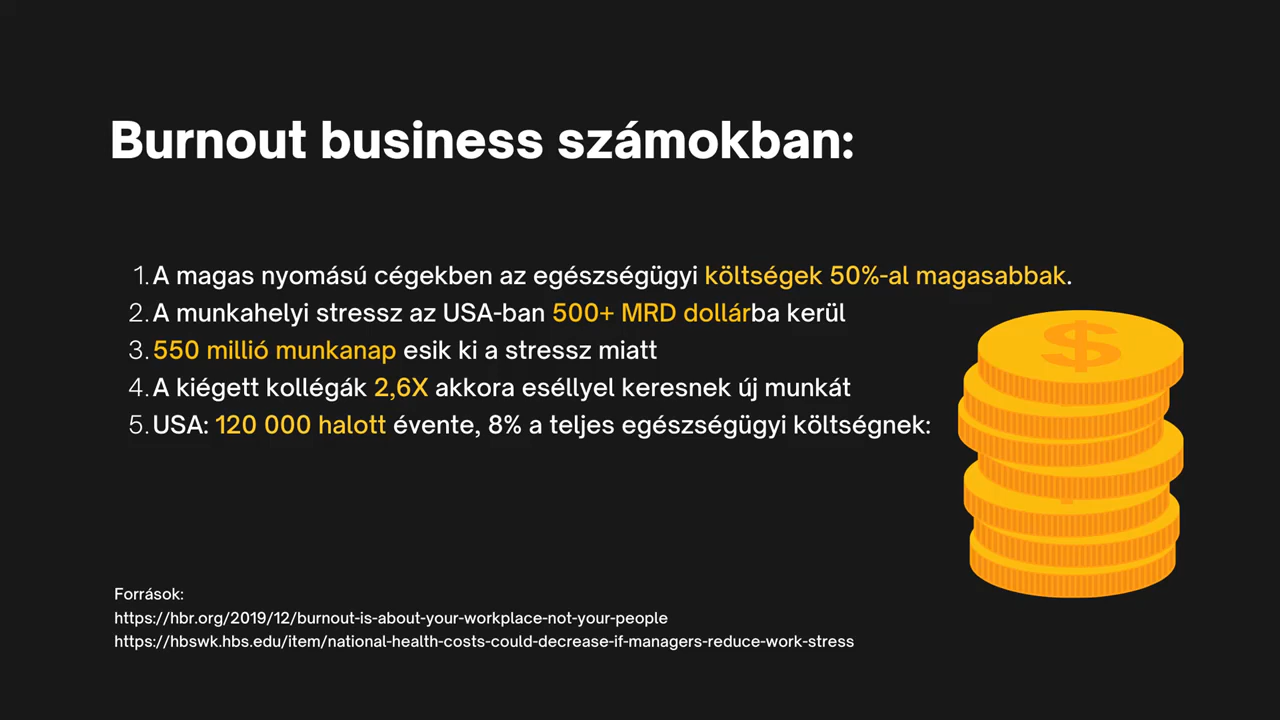 Burnout business számokban:
1. A magas nyomású cégekben az egészségügyi költségek 50%-al magasabbak.
2. A munkahelyi stressz az USA-ban 500+ MRD dollárba kerül
3. 550 millió munkanap esik ki a stressz miatt
4. A kiégett kollégák 2,6X akkora eséllyel keresnek új munkát
5. USA: 120 000 halott évente, 8% a teljes egészségügyi költségnek:
$
Források:
https://hbr.org/2019/12/burnout-is-about-your-workplace-not-your-people
https://hbswk.hbs.edu/item/national-health-costs-could-decrease-if-managers-reduce-work-stress